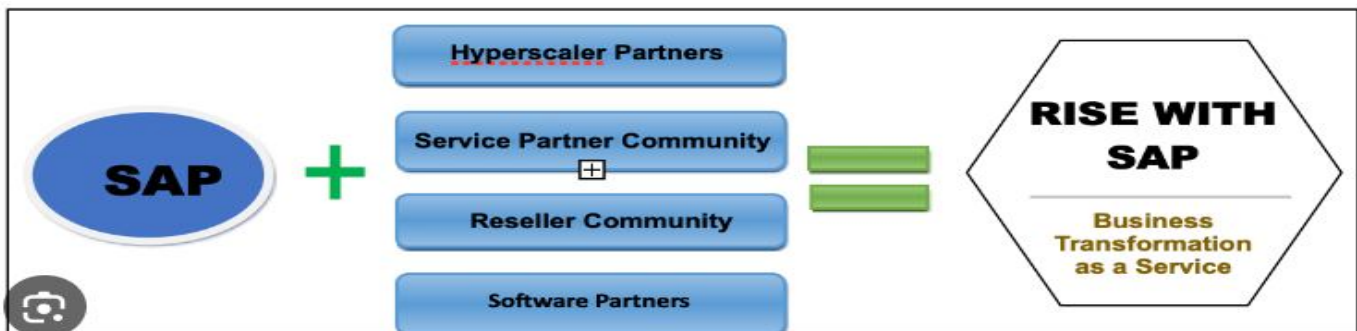 SAP
Hyperscaler Partners
Service Partner Community
Reseller Community
Software Partners
RISE WITH
SAP
Business
Transformation
as a Service